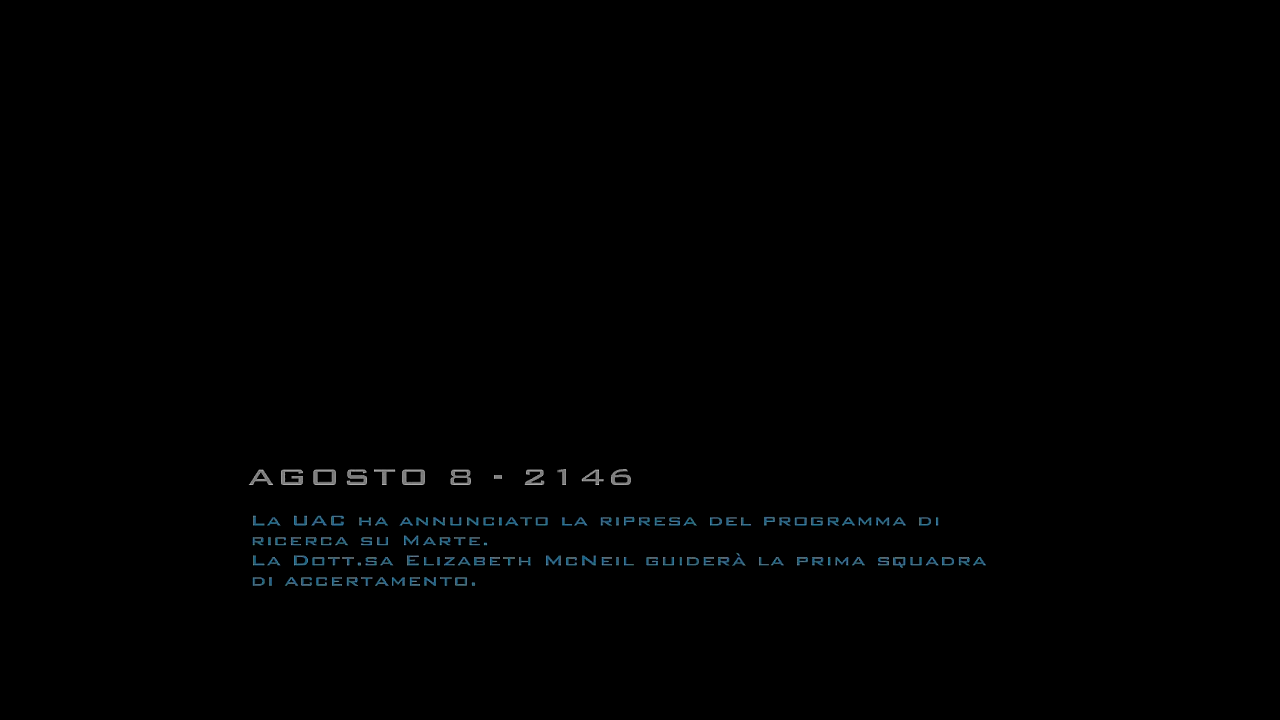 AGOSTO 8 - 2146
La UAC ha annunciato la ripresa del programma di
ricerca su Marte.
La Dott.sa Elizabeth McNeil guiderà la prima squadra
di accertamento.